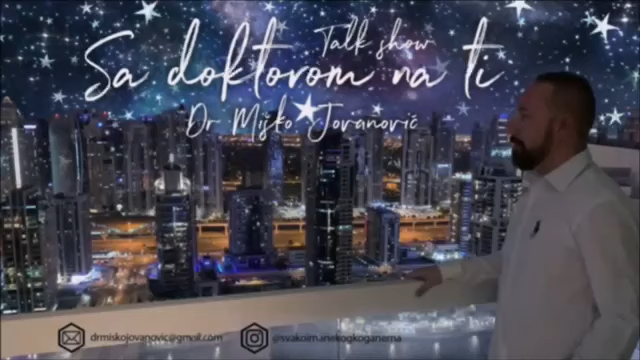 Talk show
Sa doktorom na ti
Dr Miško Jovanović
drmiskojovanovic@gmail.com
@svakoimanekogkoganema